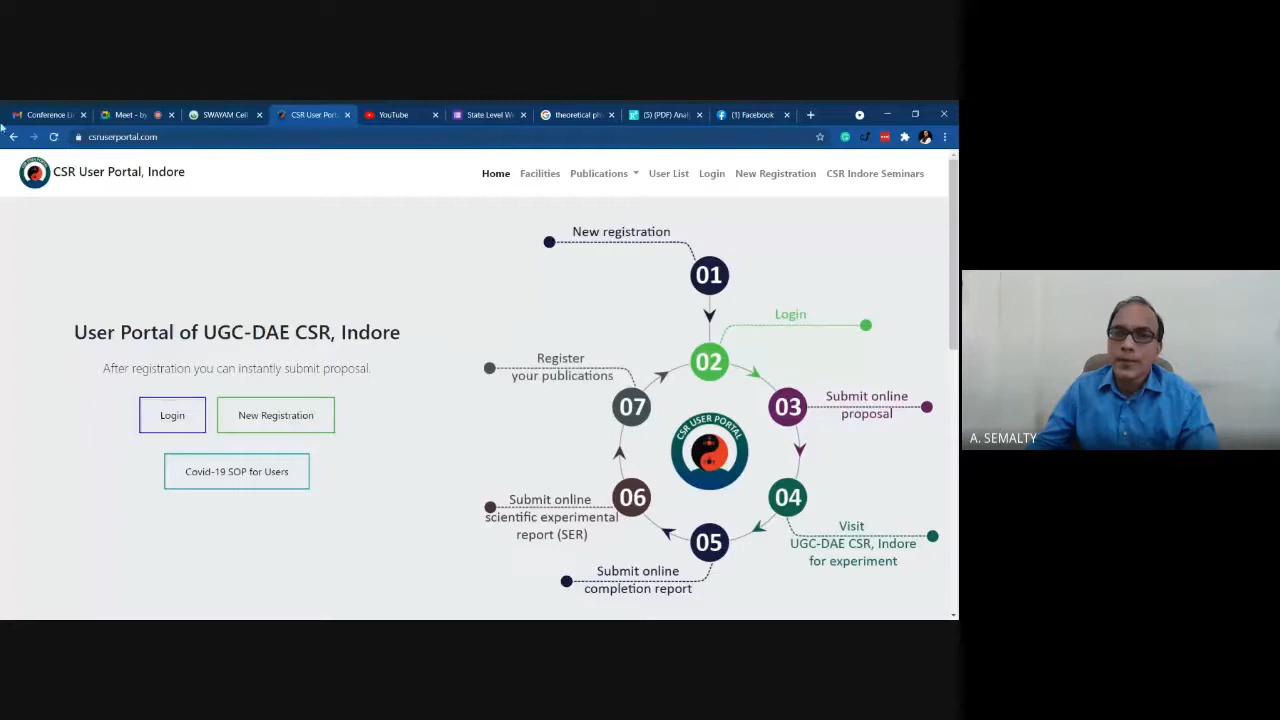 Conference Li
Meet - by
SWAYAM Cell
CSR User Port
YouTube
State Level We
theoretical ph
(5) (PDF) Anal
(1) Facebook
csruserportal.com
CSR User Portal, Indore
Home
Facilities
Publications
User List
Login
New Registration
CSR Indore Seminars
User Portal of UGC-DAE CSR, Indore
After registration you can instantly submit proposal.
Login
New Registration
Covid-19 SOP for Users
New registration
01
Login
02
Submit online
proposal
03
Visit
UGC-DAE CSR, Indore
for experiment
04
Submit online
completion report
05
Submit online
scientific experimental
report (SER)
06
Register
your publications
07
CSR USER PORTAL
A. SEMALTY